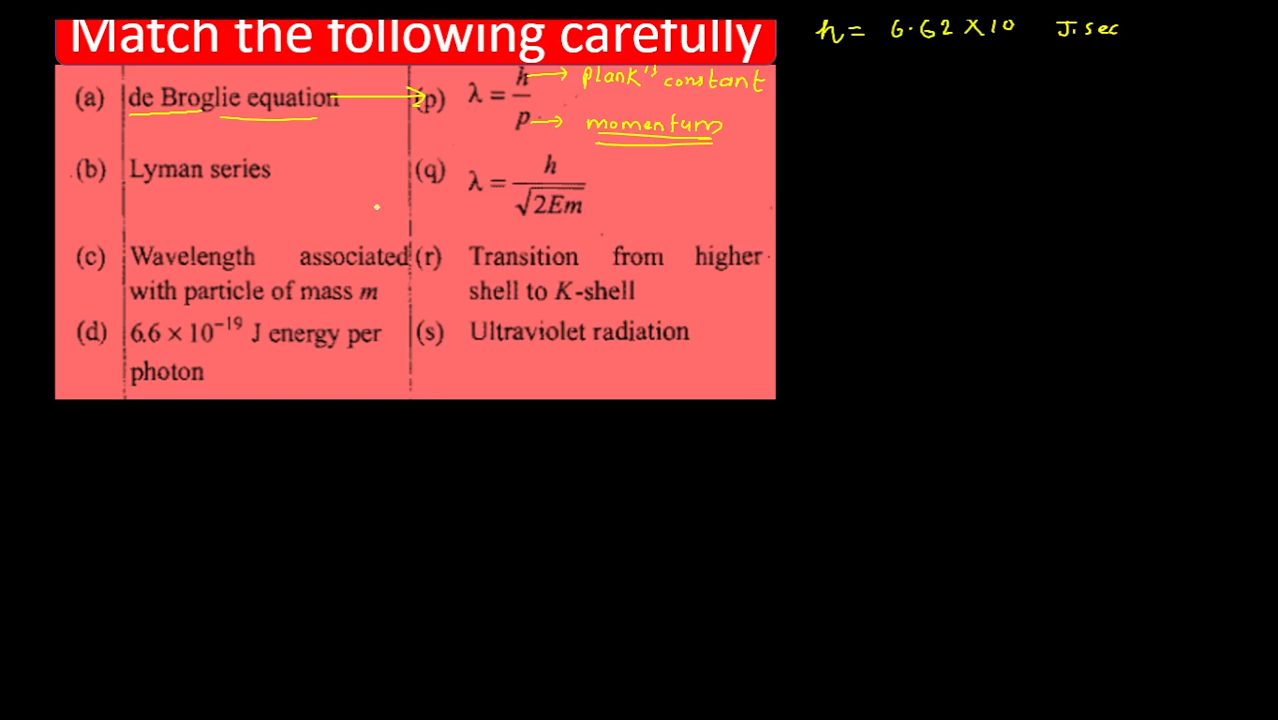 Match the following carefully
h = 6.62 × 10 J. sec
(a) de Broglie equation (p) λ = h/p
plank's constant
momentum
(b) Lyman series (q) λ = h/√2Em
(c) Wavelength associated (r) Transition from higher
with particle of mass m shell to K-shell
(d) 6.6 × 10⁻¹⁹ J energy per (s) Ultraviolet radiation
photon